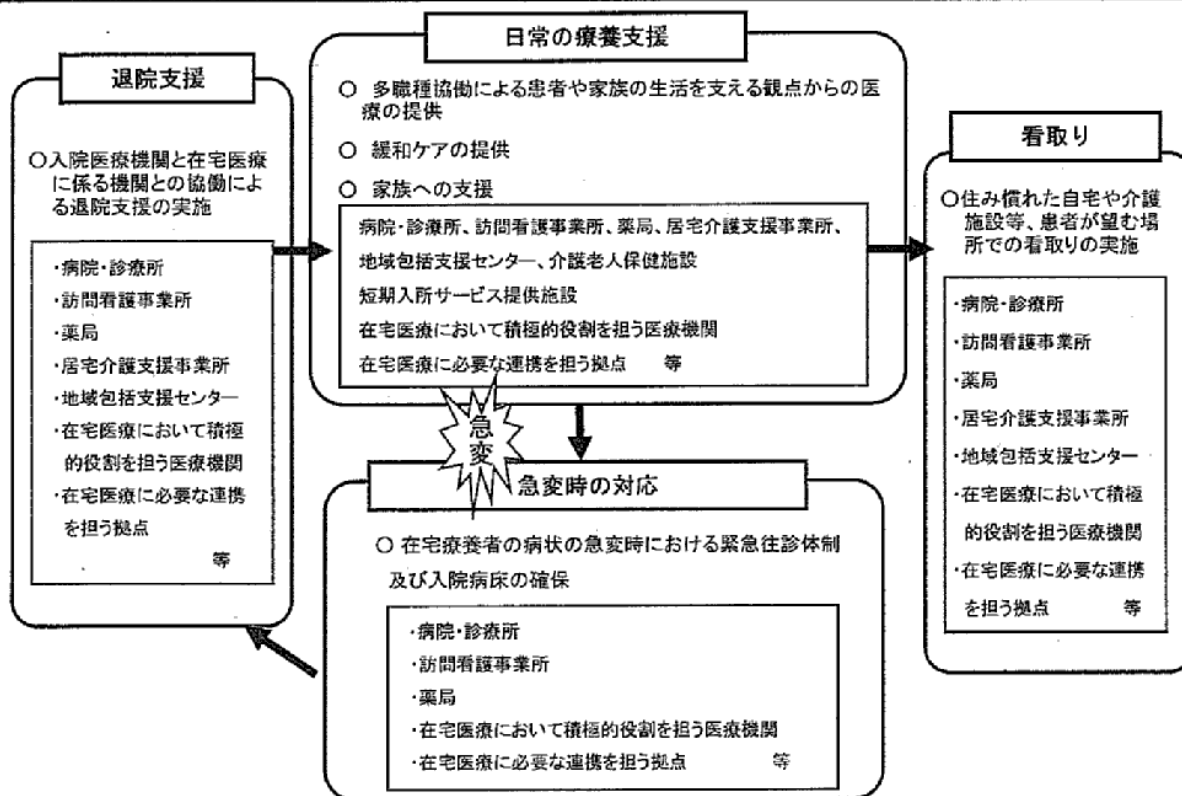 退院支援
〇入院医療機関と在宅医療
に係る機関との協働によ
る退院支援の実施
・病院・診療所
・訪問看護事業所
・薬局
・居宅介護支援事業所
・地域包括支援センター
・在宅医療において積極
的役割を担う医療機関
・在宅医療に必要な連携
を担う拠点
等
日常の療養支援
〇 多職種協働による患者や家族の生活を支える観点からの医
療の提供
〇 緩和ケアの提供
〇 家族への支援
病院・診療所、訪問看護事業所、薬局、居宅介護支援事業所、
地域包括支援センター、介護老人保健施設
短期入所サービス提供施設
在宅医療において積極的役割を担う医療機関
在宅医療に必要な連携を担う拠点 等
急変
急変時の対応
〇 在宅療養者の病状の急変時における緊急往診体制
及び入院病床の確保
・病院・診療所
・訪問看護事業所
・薬局
・在宅医療において積極的役割を担う医療機関
・在宅医療に必要な連携を担う拠点 等
看取り
〇住み慣れた自宅や介護
施設等、患者が望む場
所での看取りの実施
・病院・診療所
・訪問看護事業所
・薬局
・居宅介護支援事業所
・地域包括支援センター
・在宅医療において積極
的役割を担う医療機関
・在宅医療に必要な連携
を担う拠点 等